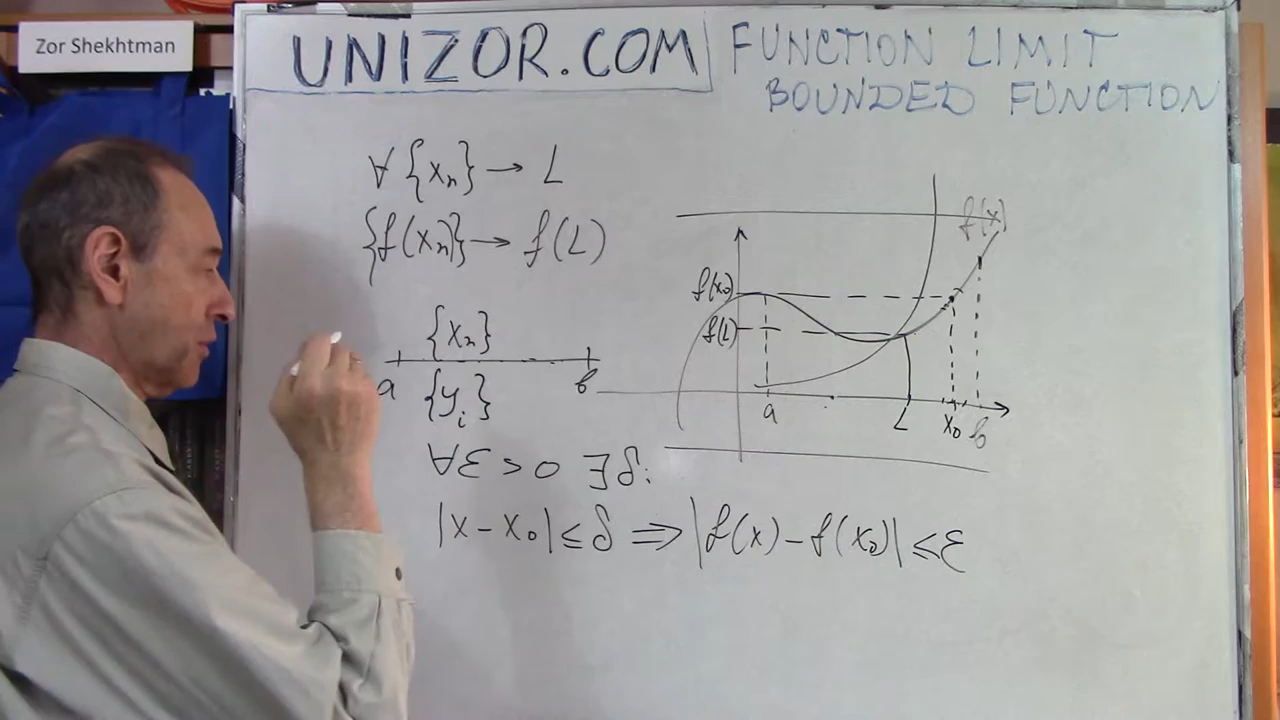 Zor Shekhtman
UNIZOR.COM
FUNCTION LIMIT
BOUNDED FUNCTION
∀ {xₙ} → L
{f(xₙ)} → f(L)
{xₙ}
a b
{yᵢ}
∀ε > 0 ∃δ:
|x - x₀| ≤ δ ⇒ |f(x) - f(x₀)| ≤ ε
f(x)
f(x₀)
f(L)
a L x₀ b